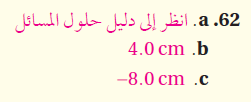 62. a. انظر إلى دليل حلول المسائل
b. 4.0 cm
c. −8.0 cm